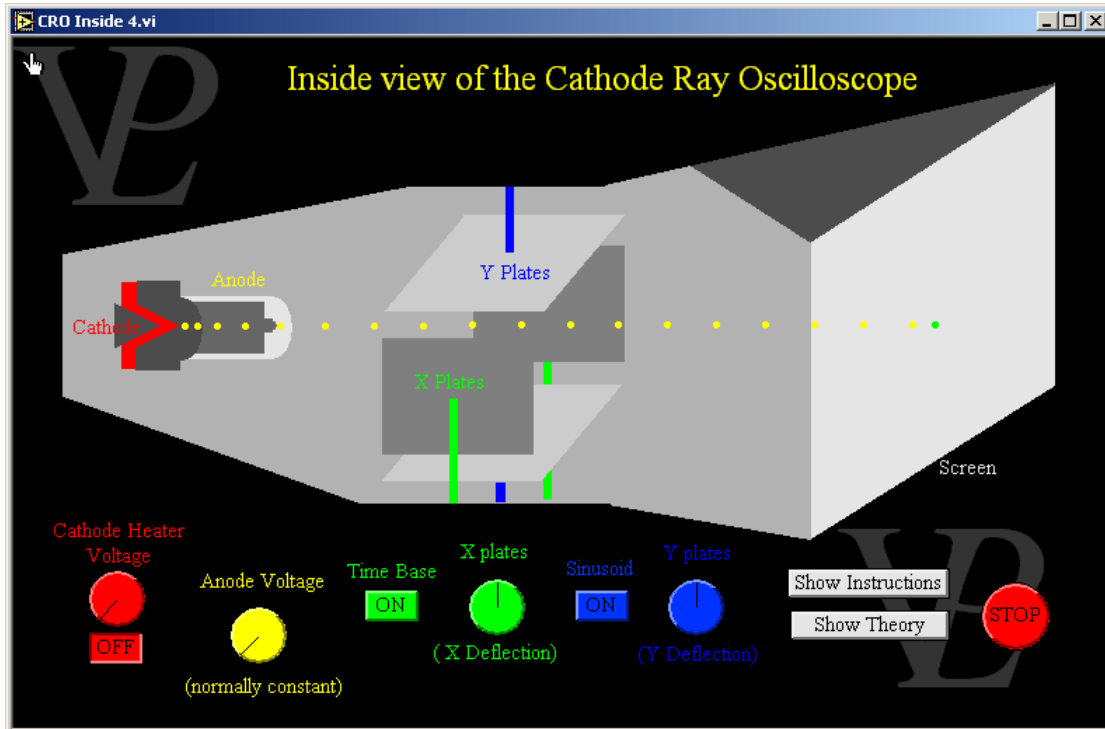 CRO Inside 4.vi
VPL
Inside view of the Cathode Ray Oscilloscope
Anode
Y Plates
Cathode
X Plates
Screen
Cathode Heater
Voltage
OFF
Anode Voltage
(normally constant)
Time Base
ON
X plates
( X Deflection)
Sinusoid
ON
Y plates
(Y Deflection)
Show Instructions
Show Theory
STOP
VPL